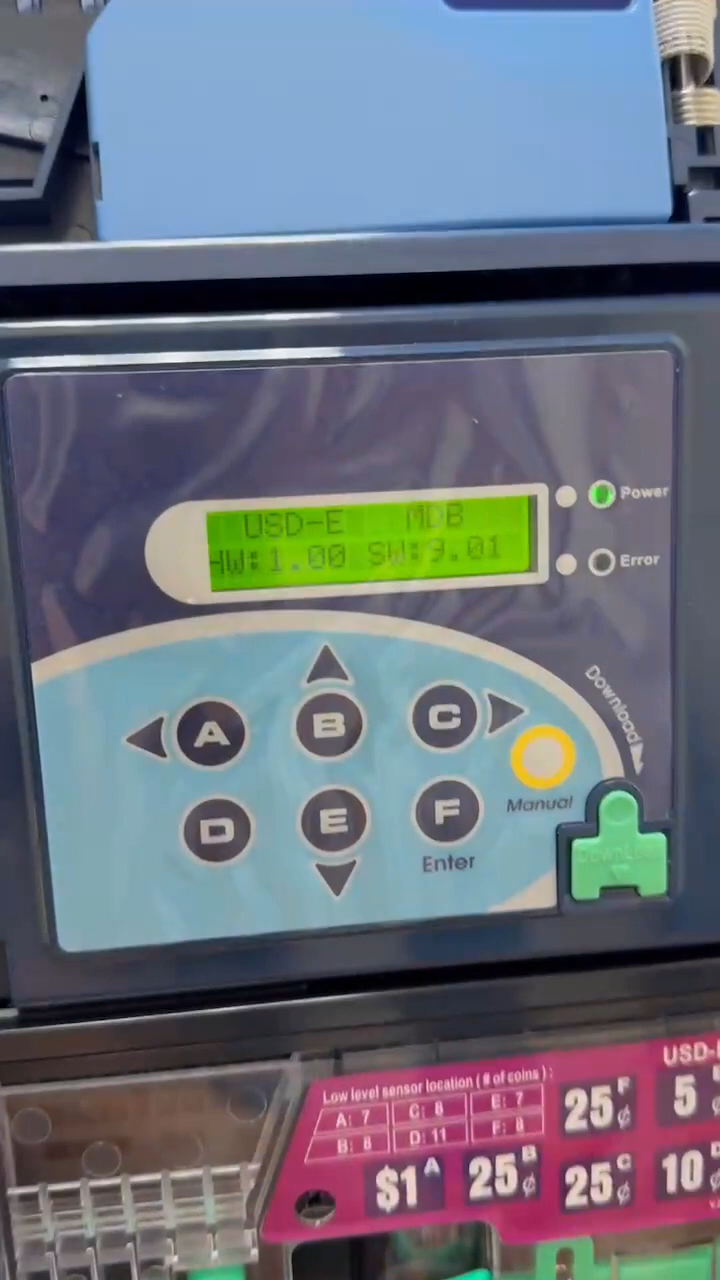 USD-E MDB
HW:1.00 SW:9.01
Power
Error
Download
A
B
C
D
E
F
Manual
Enter
USD-
Low level sensor location ( # of coins ) :
A: 7 C: 8 E: 7
B: 8 D: 11 F: 8
25¢ F
5
$1 A
25¢ B
25¢ C
10¢ D